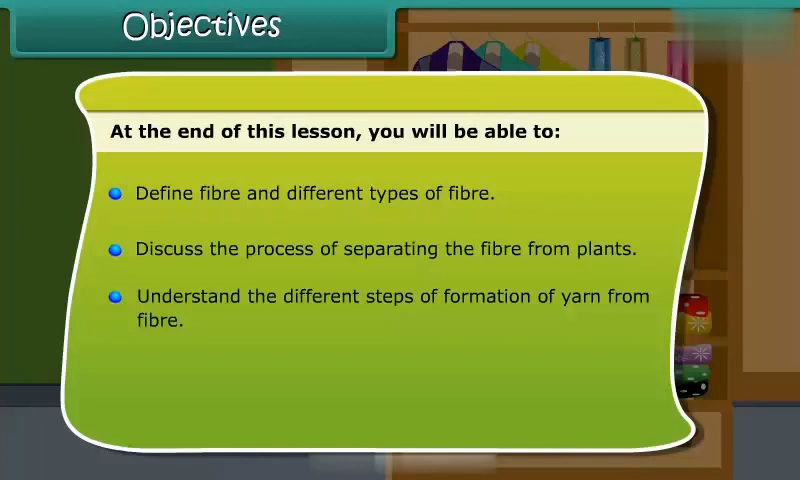 Objectives
At the end of this lesson, you will be able to:
Define fibre and different types of fibre.
Discuss the process of separating the fibre from plants.
Understand the different steps of formation of yarn from
fibre.